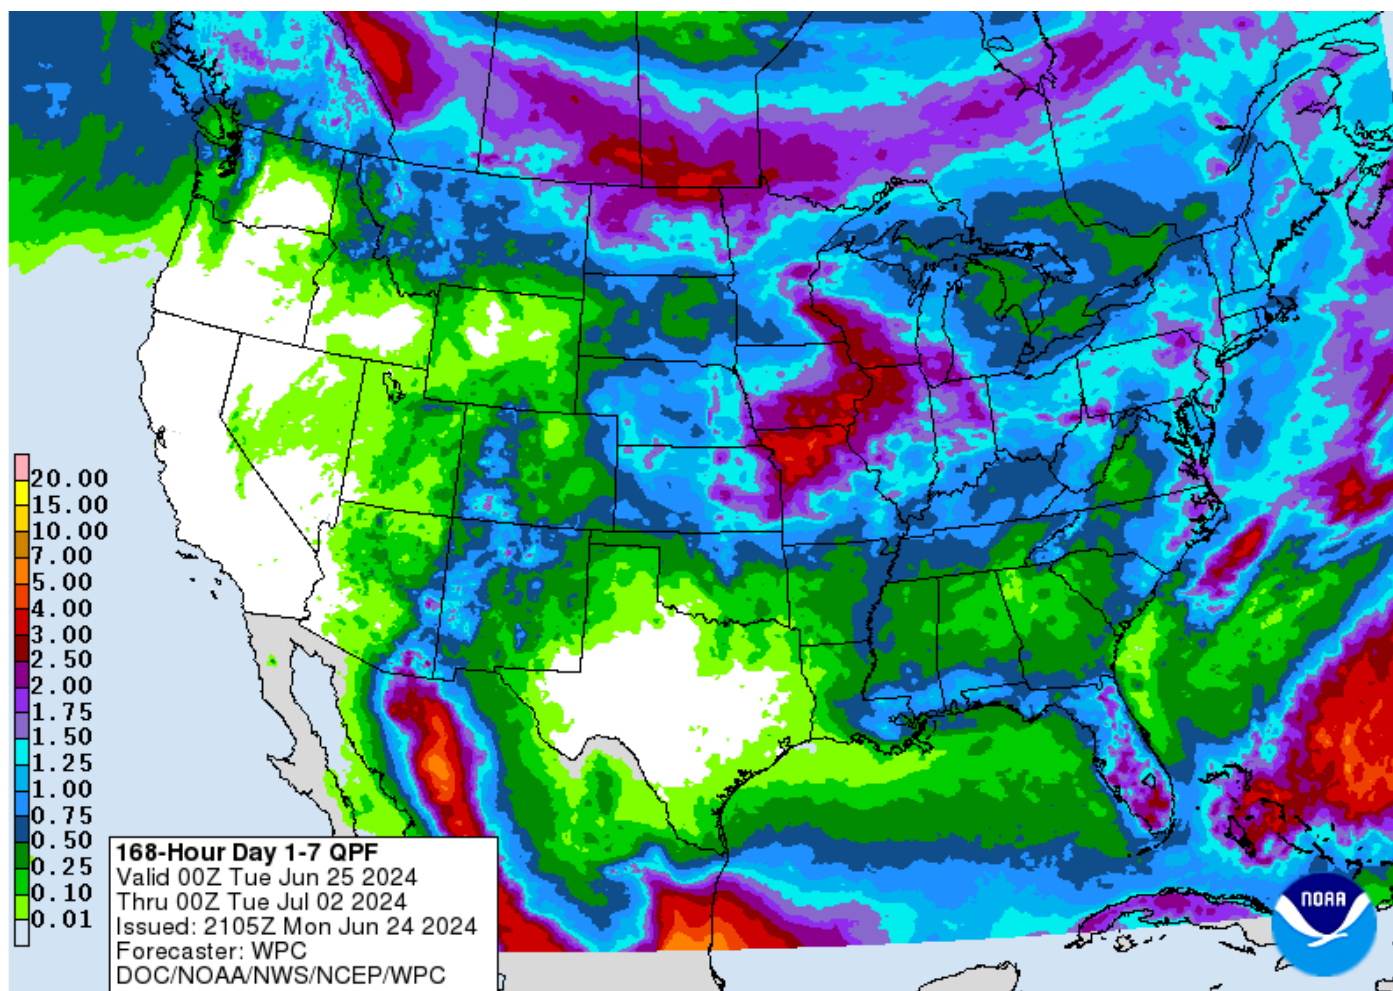 20.00
15.00
10.00
7.00
5.00
4.00
3.00
2.50
2.00
1.75
1.50
1.25
1.00
0.75
0.50
0.25
0.10
0.01
168-Hour Day 1-7 QPF
Valid 00Z Tue Jun 25 2024
Thru 00Z Tue Jul 02 2024
Issued: 2105Z Mon Jun 24 2024
Forecaster: WPC
DOC/NOAA/NWS/NCEP/WPC
NOAA